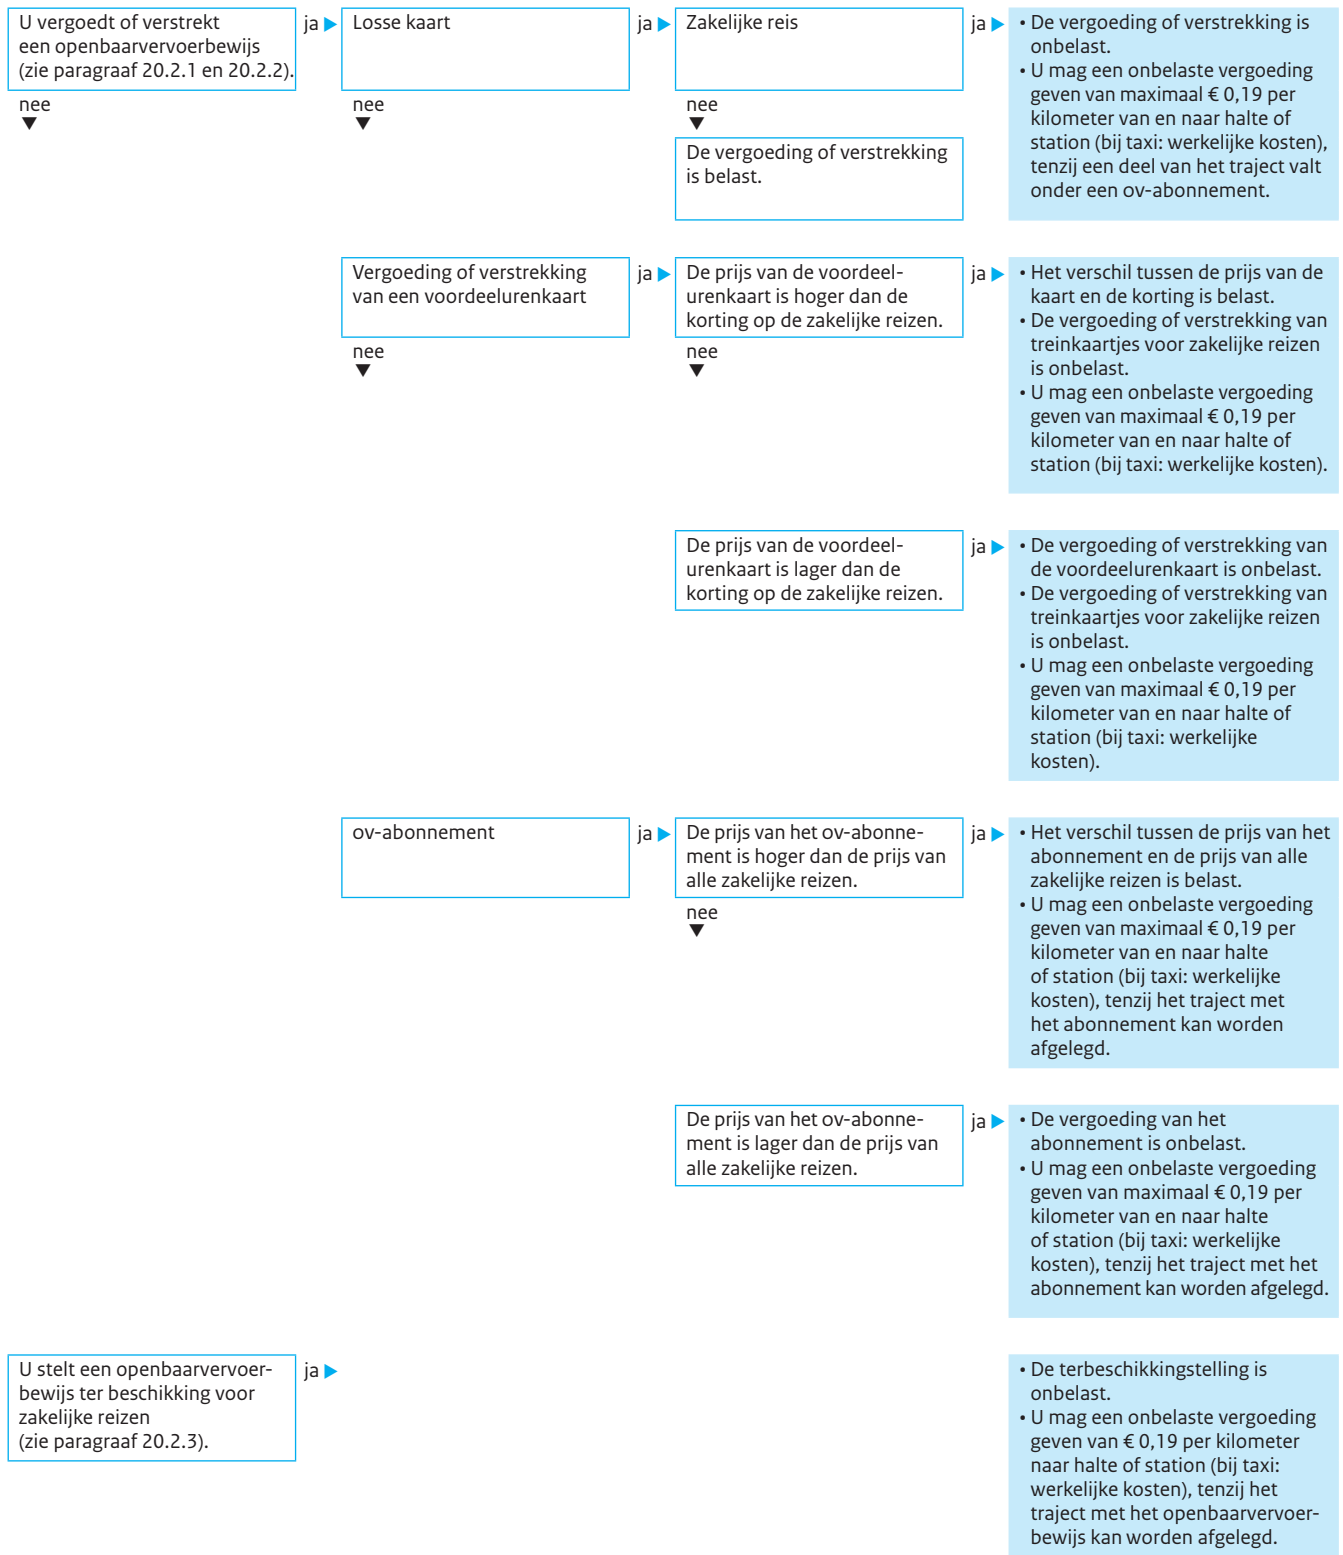 U vergoedt of verstrekt
een openbaarvervoerbewijs
(zie paragraaf 20.2.1 en 20.2.2).
ja
nee
Losse kaart
ja
nee
Zakelijke reis
ja
nee
• De vergoeding of verstrekking is
onbelast.
• U mag een onbelaste vergoeding
geven van maximaal € 0,19 per
kilometer van en naar halte of
station (bij taxi: werkelijke kosten),
tenzij een deel van het traject valt
onder een ov-abonnement.
De vergoeding of verstrekking
is belast.
Vergoeding of verstrekking
van een voordeelurenkaart
ja
nee
De prijs van de voordeel-
urenkaart is hoger dan de
korting op de zakelijke reizen.
ja
nee
• Het verschil tussen de prijs van de
kaart en de korting is belast.
• De vergoeding of verstrekking van
treinkaartjes voor zakelijke reizen
is onbelast.
• U mag een onbelaste vergoeding
geven van maximaal € 0,19 per
kilometer van en naar halte of
station (bij taxi: werkelijke kosten).
De prijs van de voordeel-
urenkaart is lager dan de
korting op de zakelijke reizen.
ja
• De vergoeding of verstrekking van
de voordeelurenkaart is onbelast.
• De vergoeding of verstrekking van
treinkaartjes voor zakelijke reizen
is onbelast.
• U mag een onbelaste vergoeding
geven van maximaal € 0,19 per
kilometer van en naar halte of
station (bij taxi: werkelijke
kosten).
ov-abonnement
ja
De prijs van het ov-abonne-
ment is hoger dan de prijs van
alle zakelijke reizen.
ja
nee
• Het verschil tussen de prijs van het
abonnement en de prijs van alle
zakelijke reizen is belast.
• U mag een onbelaste vergoeding
geven van maximaal € 0,19 per
kilometer van en naar halte
of station (bij taxi: werkelijke
kosten), tenzij het traject met
het abonnement kan worden
afgelegd.
De prijs van het ov-abonne-
ment is lager dan de prijs van
alle zakelijke reizen.
ja
• De vergoeding van het
abonnement is onbelast.
• U mag een onbelaste vergoeding
geven van maximaal € 0,19 per
kilometer van en naar halte
of station (bij taxi: werkelijke
kosten), tenzij het traject met het
abonnement kan worden afgelegd.
U stelt een openbaarvervoer-
bewijs ter beschikking voor
zakelijke reizen
(zie paragraaf 20.2.3).
ja
• De terbeschikkingstelling is
onbelast.
• U mag een onbelaste vergoeding
geven van € 0,19 per kilometer
naar halte of station (bij taxi:
werkelijke kosten), tenzij het
traject met het openbaarvervoer-
bewijs kan worden afgelegd.